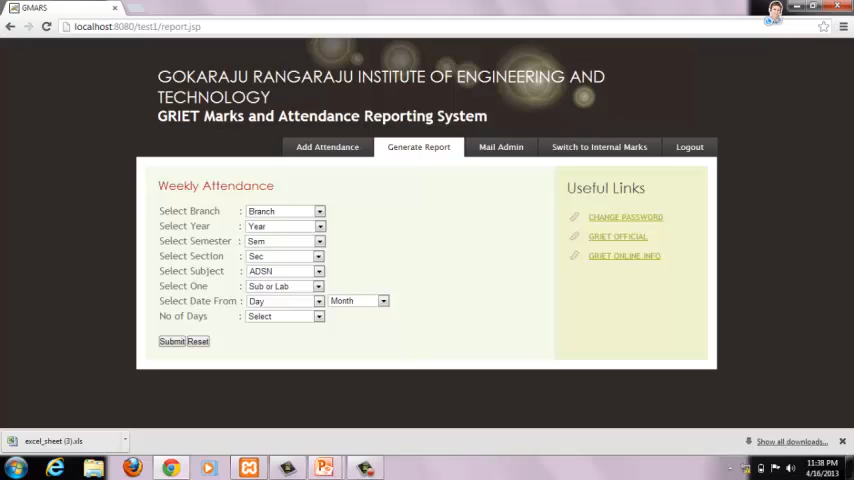 GMARS
localhost:8080/test1/report.jsp
GOKARAJU RANGARAJU INSTITUTE OF ENGINEERING AND
TECHNOLOGY
GRIET Marks and Attendance Reporting System
Add Attendance Generate Report Mail Admin Switch to Internal Marks Logout
Weekly Attendance
Select Branch : Branch
Select Year : Year
Select Semester : Sem
Select Section : Sec
Select Subject : ADSN
Select One : Sub or Lab
Select Date From : Day Month
No of Days : Select
Submit Reset
Useful Links
CHANGE PASSWORD
GRIET OFFICIAL
GRIET ONLINE INFO
excel_sheet (3).xls
Show all downloads...
11:38 PM
4/16/2013